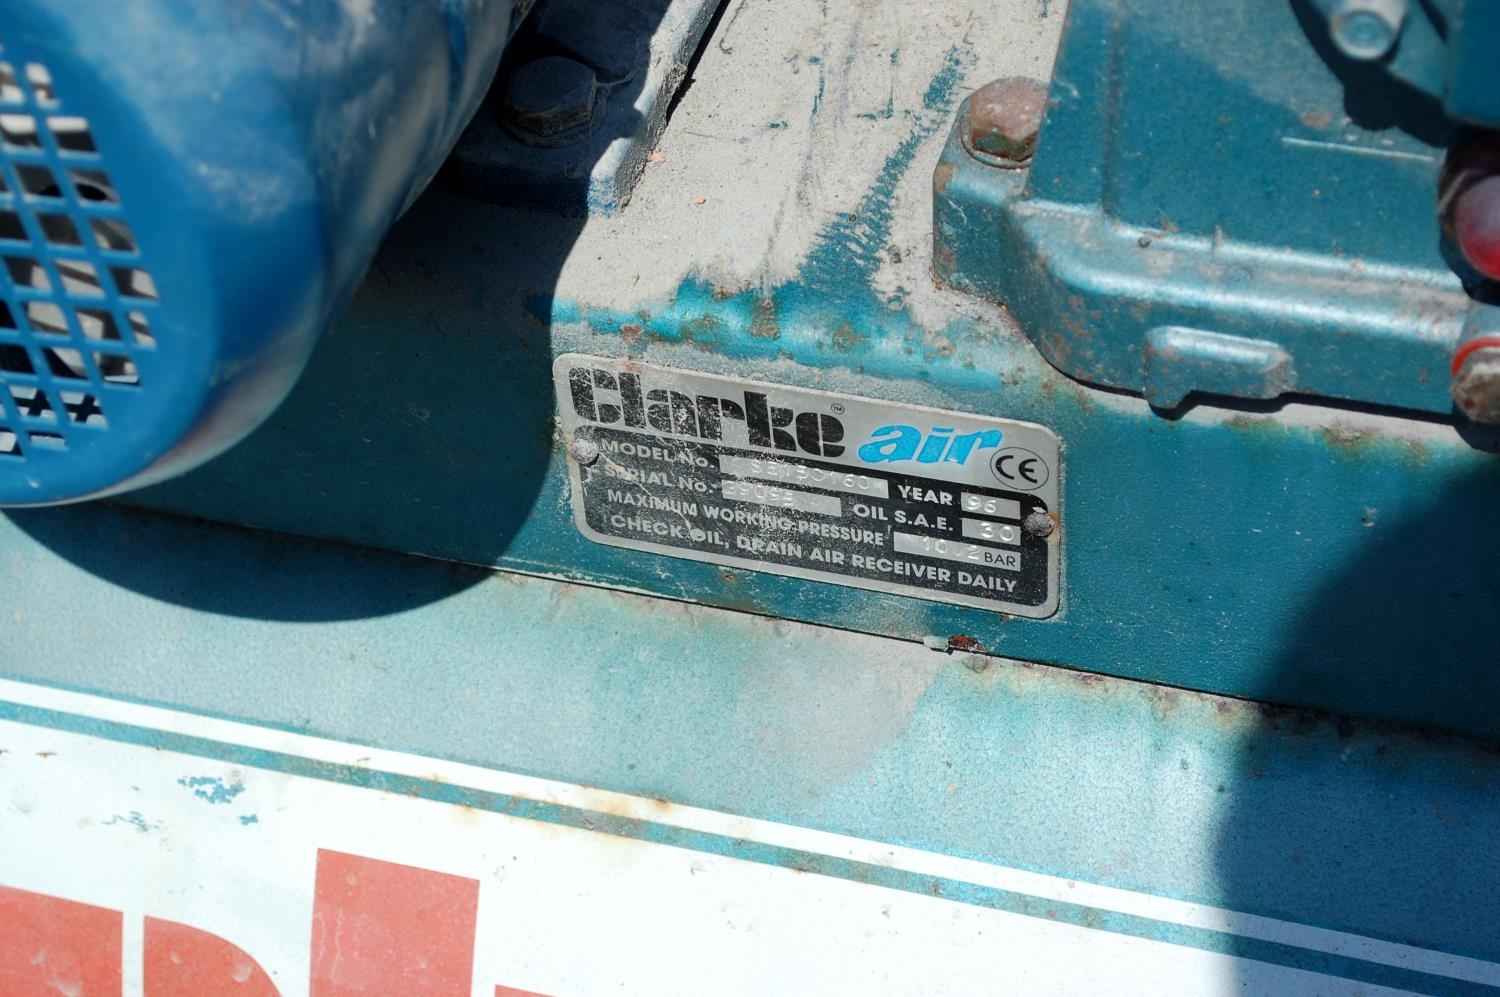 Clarke™ air CE
MODEL No. YEAR 96
SERIAL No. OIL S.A.E. 30
MAXIMUM WORKING PRESSURE 10.2 BAR
CHECK OIL, DRAIN AIR RECEIVER DAILY